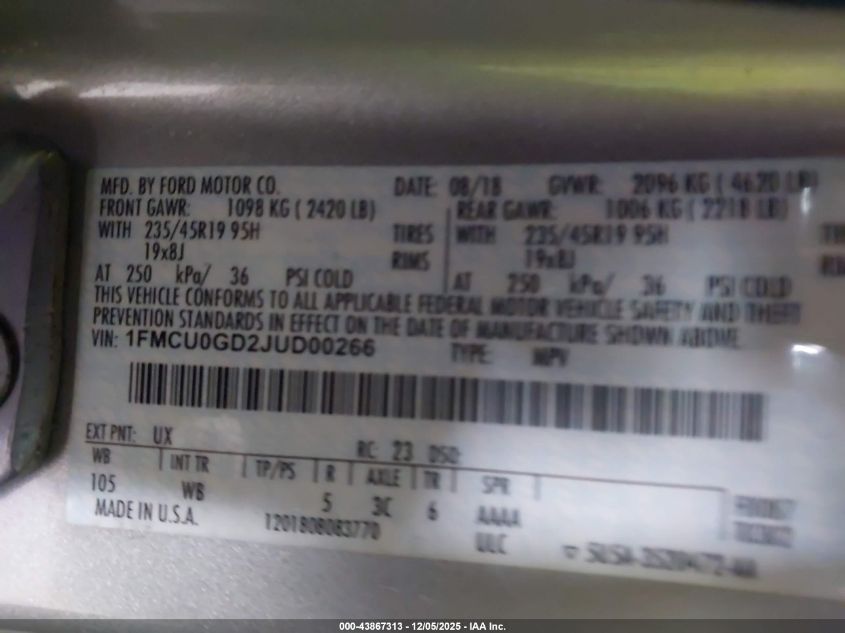 MFD. BY FORD MOTOR CO. DATE: 08/18 GVWR: 2096 KG ( 4620 LB)
FRONT GAWR: 1098 KG ( 2420 LB) REAR GAWR: 1006 KG ( 2218 LB)
WITH 235/45R19 95H TIRES WITH 235/45R19 95H
19x8J RIMS 19x8J
AT 250 kPa/ 36 PSI COLD AT 250 kPa/ 36 PSI COLD
THIS VEHICLE CONFORMS TO ALL APPLICABLE FEDERAL MOTOR VEHICLE SAFETY AND THEFT
PREVENTION STANDARDS IN EFFECT ON THE DATE OF MANUFACTURE SHOWN ABOVE.
VIN: 1FMCU0GD2JUD00266 TYPE: MPV
EXT PNT: UX RC: 23 DSO:
WB INT TR TP/PS R AXLE TR SPR
105 WB 5 3C 6 AAAA
MADE IN U.S.A. 1201808083770 UUC
000-43867313 - 12/05/2025 - IAA Inc.